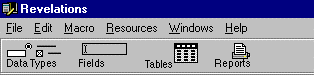 Revelations
File Edit Macro Resources Windows Help
Data Types Fields Tables Reports